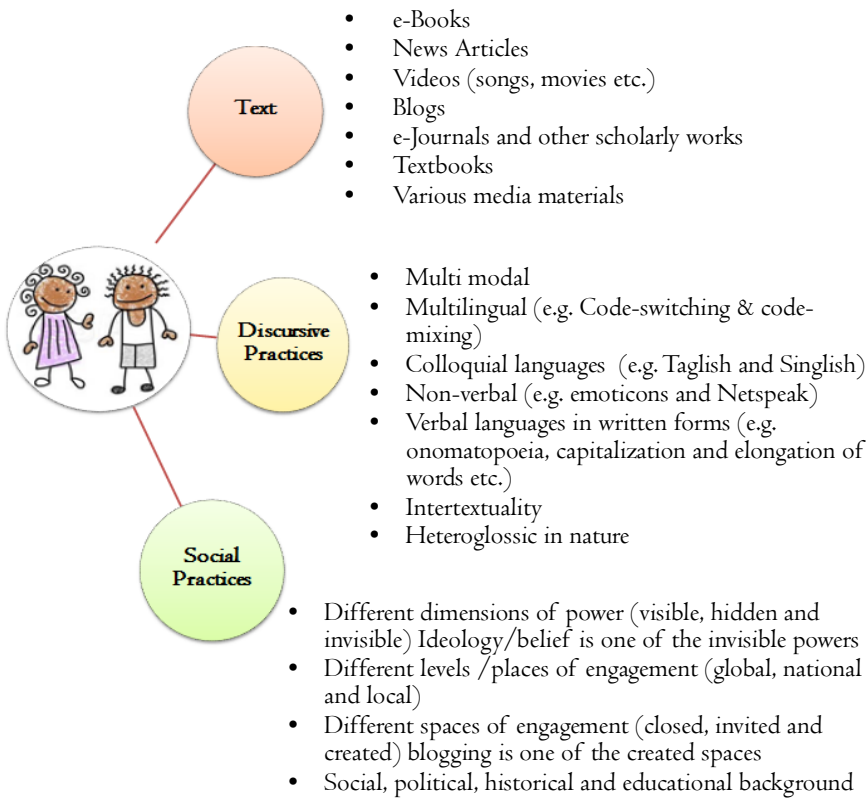 Text
• e-Books
• News Articles
• Videos (songs, movies etc.)
• Blogs
• e-Journals and other scholarly works
• Textbooks
• Various media materials
Discursive
Practices
• Multi modal
• Multilingual (e.g. Code-switching & code-
mixing)
• Colloquial languages (e.g. Taglish and Singlish)
• Non-verbal (e.g. emoticons and Netspeak)
• Verbal languages in written forms (e.g.
onomatopoeia, capitalization and elongation of
words etc.)
• Intertextuality
• Heteroglossic in nature
Social
Practices
• Different dimensions of power (visible, hidden and
invisible) Ideology/belief is one of the invisible powers
• Different levels /places of engagement (global, national
and local)
• Different spaces of engagement (closed, invited and
created) blogging is one of the created spaces
• Social, political, historical and educational background